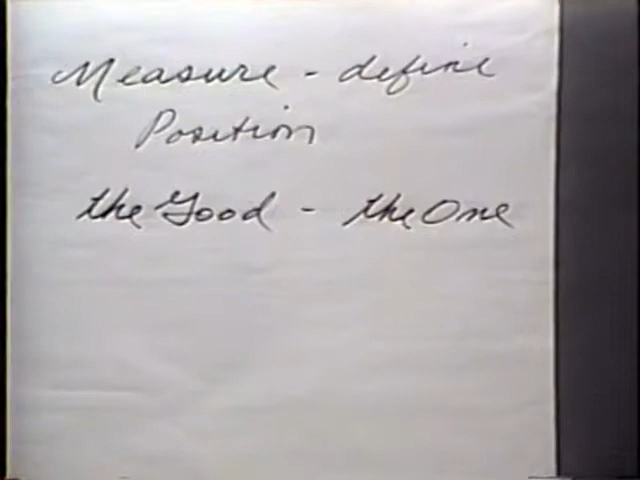 Measure - define
Position
the Good - the One